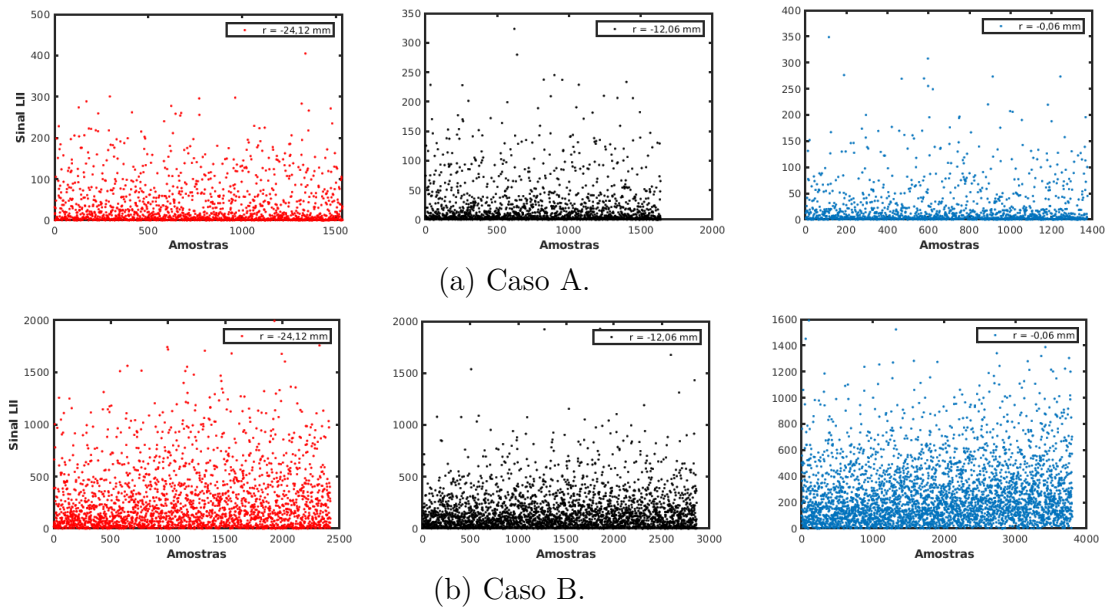 r = -24,12 mm
r = -12,06 mm
r = -0,06 mm
Sinal LII
500
400
300
200
100
0
0 500 1000 1500
Amostras
350
300
250
200
150
100
50
0
0 500 1000 1500 2000
Amostras
400
350
300
250
200
150
100
50
0
0 200 400 600 800 1000 1200 1400
Amostras
(a) Caso A.
r = -24,12 mm
r = -12,06 mm
r = -0,06 mm
Sinal LII
2000
1500
1000
500
0
0 500 1000 1500 2000 2500
Amostras
2000
1500
1000
500
0
0 500 1000 1500 2000 2500 3000
Amostras
1600
1400
1200
1000
800
600
400
200
0
0 1000 2000 3000 4000
Amostras
(b) Caso B.